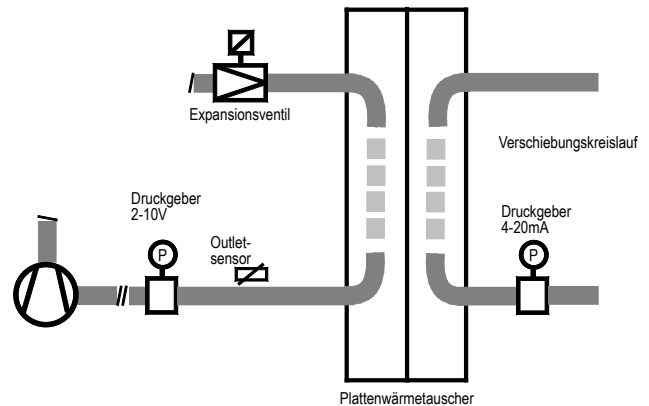 Expansionsventil
Verschiebungskreislauf
Druckgeber
2-10V
Druckgeber
4-20mA
Outlet-
sensor
P
P
Plattenwärmetauscher